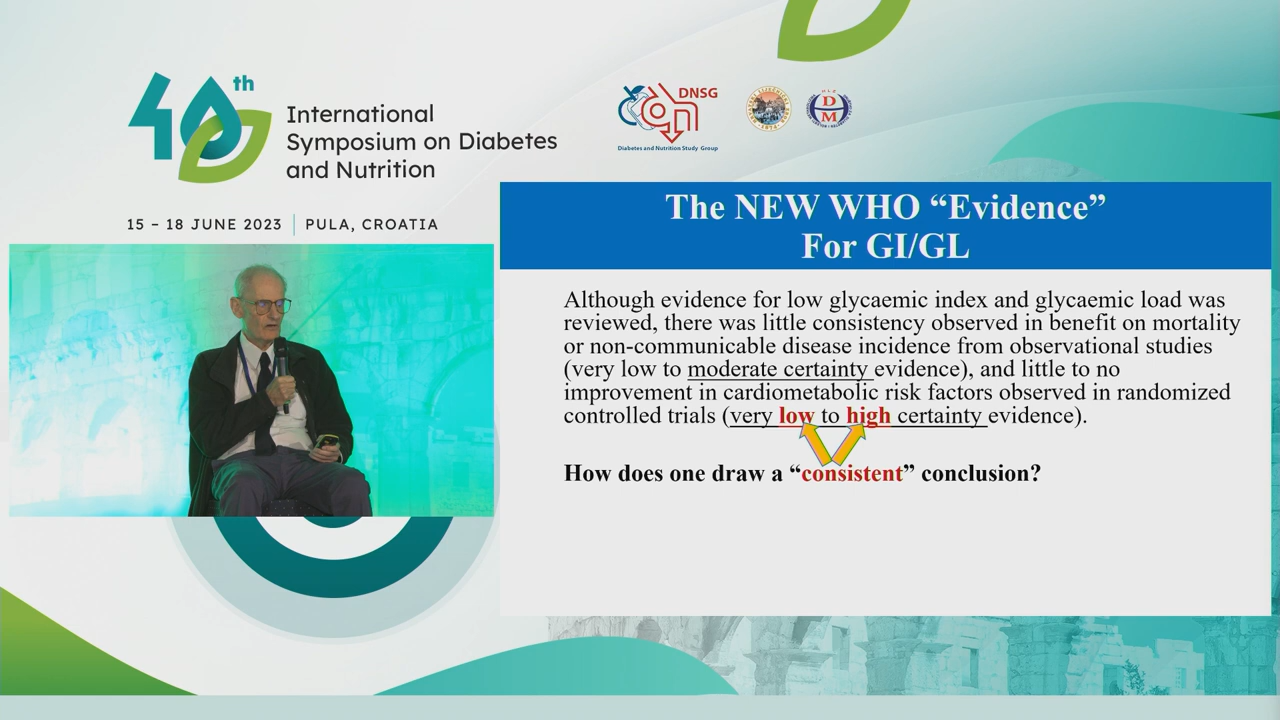 40th
International
Symposium on Diabetes
and Nutrition
15 – 18 JUNE 2023 | PULA, CROATIA
DNSG
Diabetes and Nutrition Study Group
DM
The NEW WHO “Evidence”
For GI/GL
Although evidence for low glycaemic index and glycaemic load was
reviewed, there was little consistency observed in benefit on mortality
or non-communicable disease incidence from observational studies
(very low to moderate certainty evidence), and little to no
improvement in cardiometabolic risk factors observed in randomized
controlled trials (very low to high certainty evidence).
How does one draw a “consistent” conclusion?